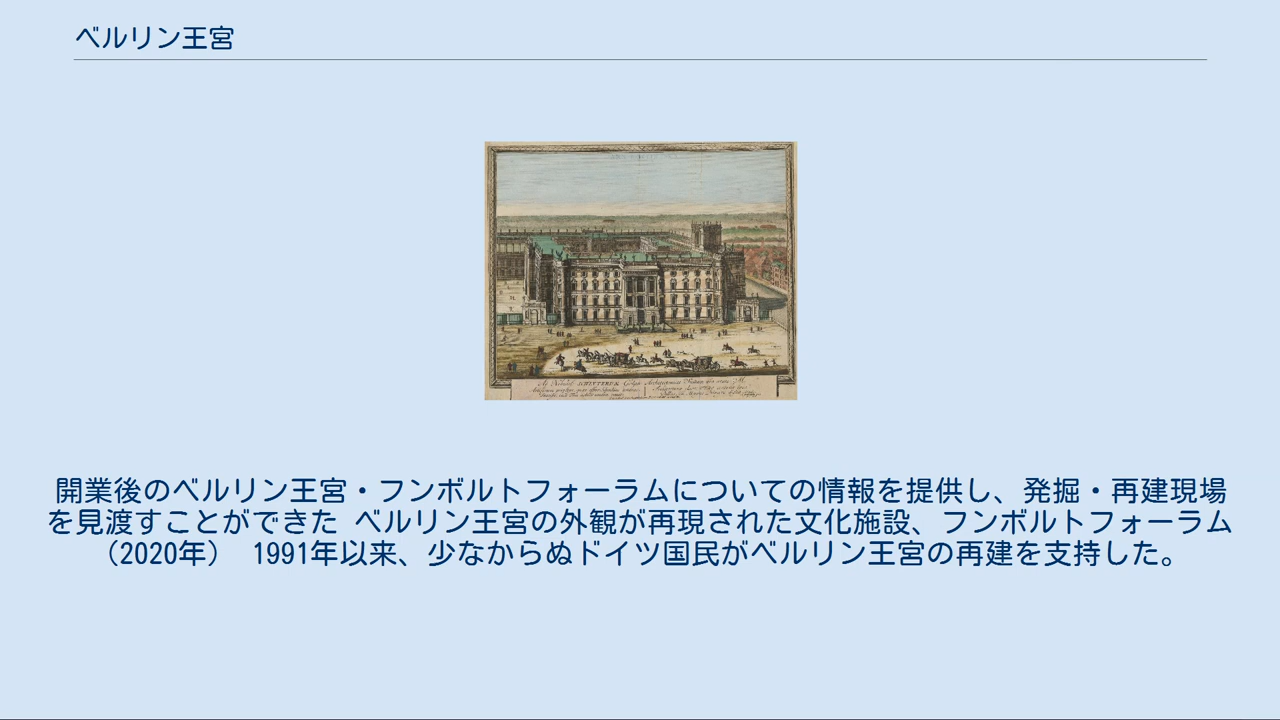 ベルリン王宮
開業後のベルリン王宮・フンボルトフォーラムについての情報を提供し、発掘・再建現場
を見渡すことができた ベルリン王宮の外観が再現された文化施設、フンボルトフォーラム
（2020年） 1991年以来、少なからぬドイツ国民がベルリン王宮の再建を支持した。